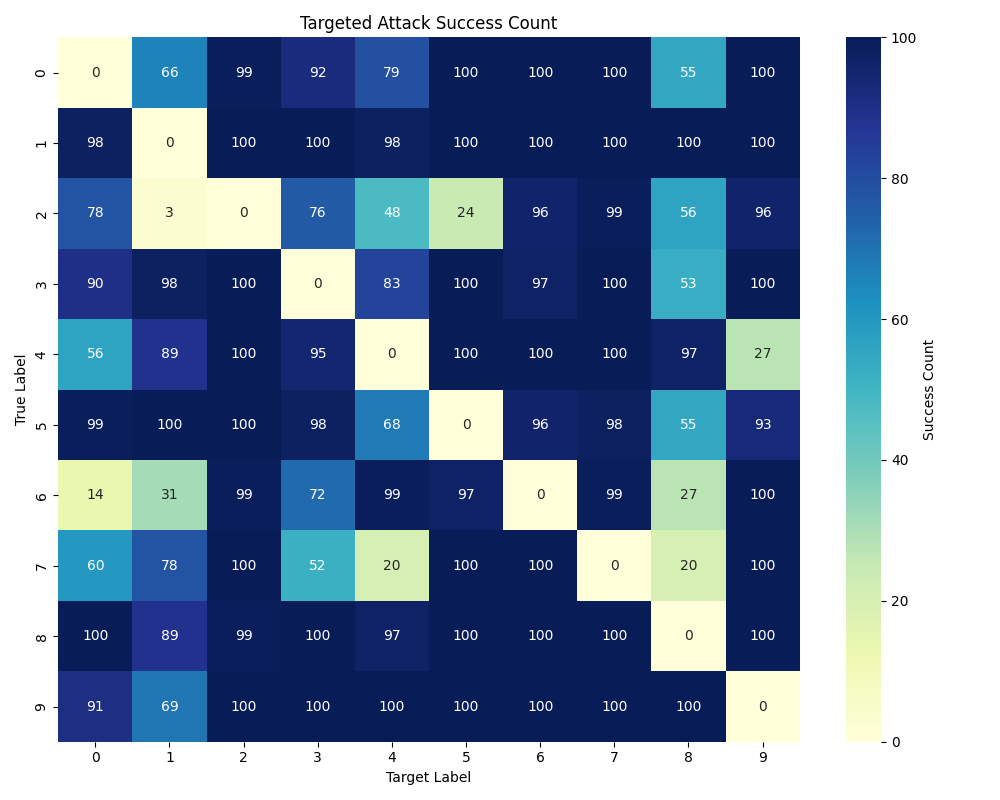 Targeted Attack Success Count
0 0 66 99 92 79 100 100 100 55 100
1 98 0 100 100 98 100 100 100 100 100
2 78 3 0 76 48 24 96 99 56 96
3 90 98 100 0 83 100 97 100 53 100
4 56 89 100 95 0 100 100 100 97 27
5 99 100 100 98 68 0 96 98 55 93
6 14 31 99 72 99 97 0 99 27 100
7 60 78 100 52 20 100 100 0 20 100
8 100 89 99 100 97 100 100 100 0 100
9 91 69 100 100 100 100 100 100 100 0
0 1 2 3 4 5 6 7 8 9
Target Label
True Label
100
80
60
40
20
0
Success Count